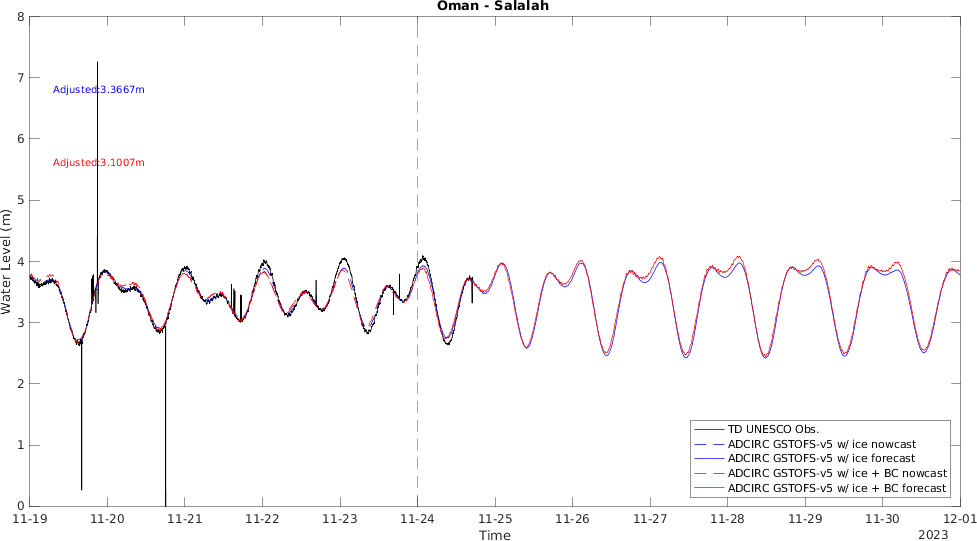 Oman - Salalah
8
7
6
5
4
3
2
1
0
Water Level (m)
Adjusted:3.3667m
Adjusted:3.1007m
TD UNESCO Obs.
ADCIRC GSTOFS-v5 w/ ice nowcast
ADCIRC GSTOFS-v5 w/ ice forecast
ADCIRC GSTOFS-v5 w/ ice + BC nowcast
ADCIRC GSTOFS-v5 w/ ice + BC forecast
11-19 11-20 11-21 11-22 11-23 11-24 11-25 11-26 11-27 11-28 11-29 11-30 12-01
Time
2023